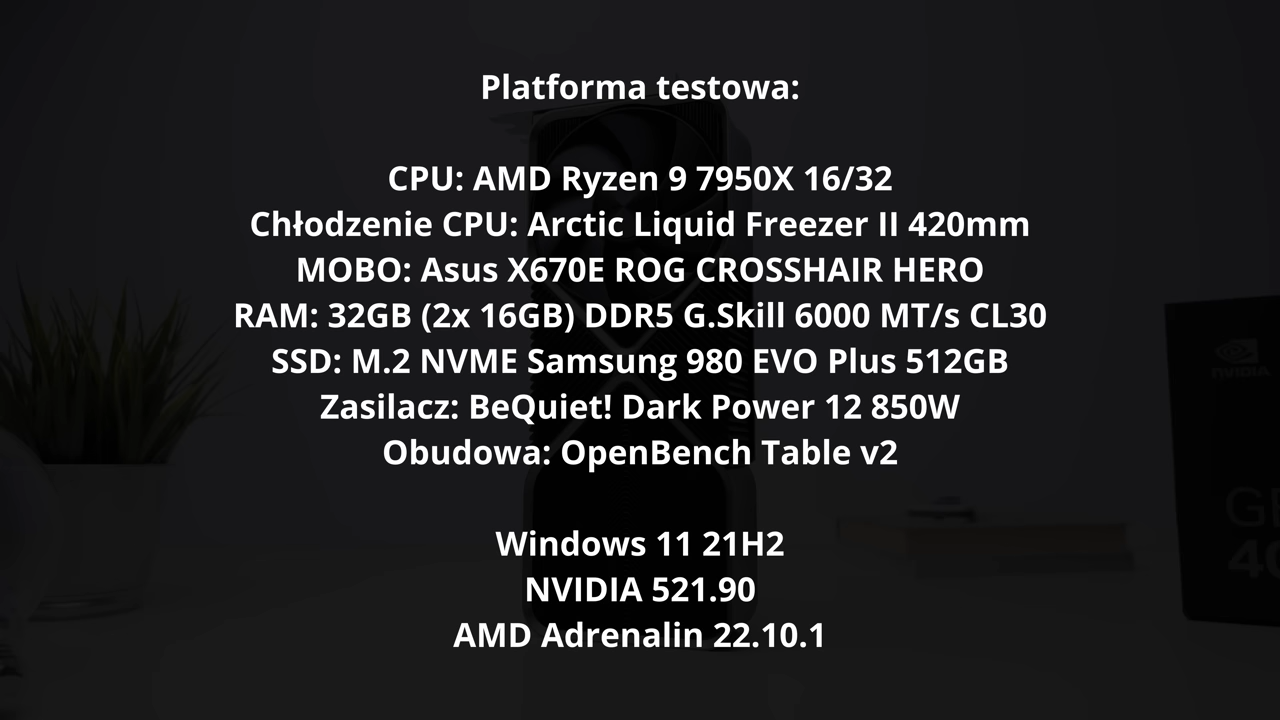 Platforma testowa:
CPU: AMD Ryzen 9 7950X 16/32
Chłodzenie CPU: Arctic Liquid Freezer II 420mm
MOBO: Asus X670E ROG CROSSHAIR HERO
RAM: 32GB (2x 16GB) DDR5 G.Skill 6000 MT/s CL30
SSD: M.2 NVME Samsung 980 EVO Plus 512GB
Zasilacz: BeQuiet! Dark Power 12 850W
Obudowa: OpenBench Table v2
Windows 11 21H2
NVIDIA 521.90
AMD Adrenalin 22.10.1
NVIDIA